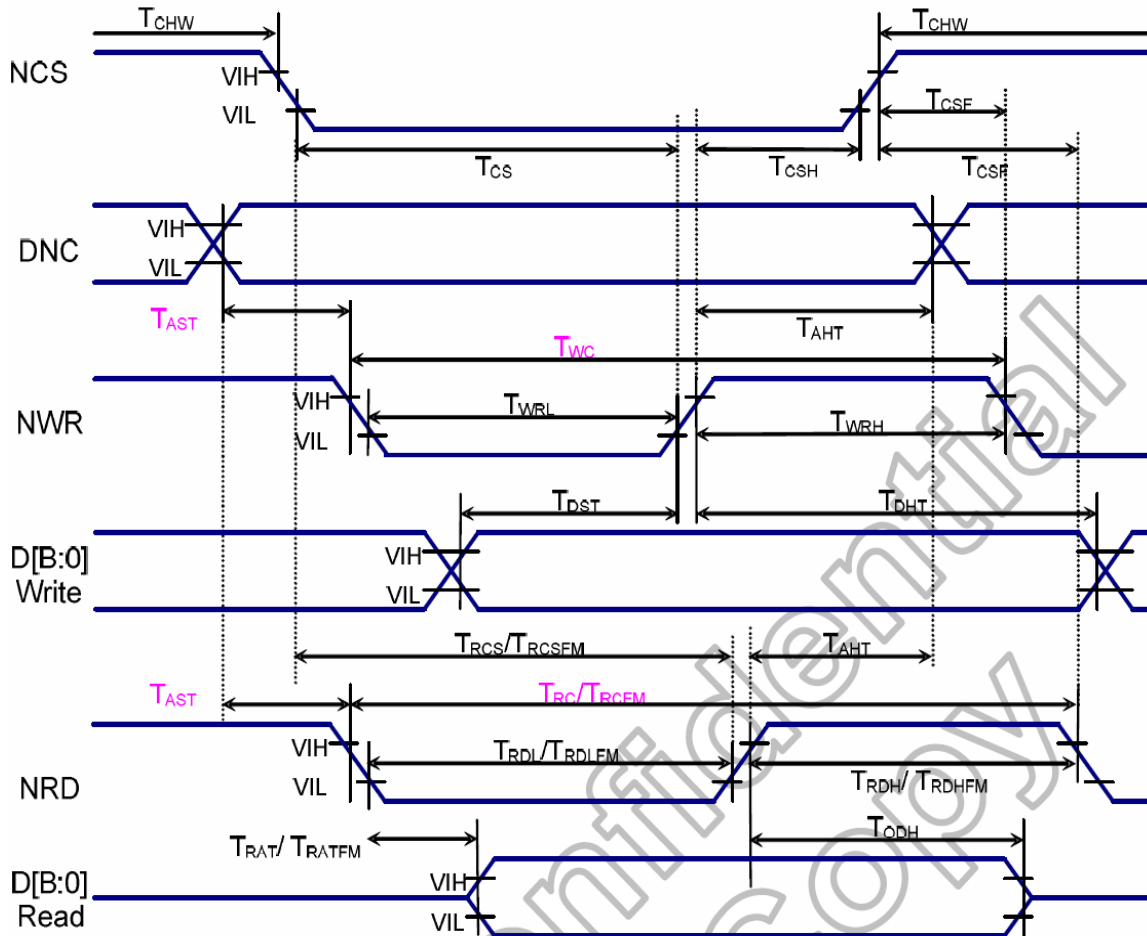 TCHW TCHW
NCS
VIH
VIL
TCSF
TCS TCSH TCSF
DNC
VIH
VIL
TAST TAHT
TWC
NWR
VIH
VIL
TWRL TWRH
TDST TDHT
D[B:0]
Write
VIH
VIL
TRCS/TRCSFM TAHT
TAST TRC/TRCFM
NRD
VIH
VIL
TRDL/TRDLFM TRDH/ TRDHFM
TRAT/ TRATFM TODH
D[B:0]
Read
VIH
VIL
onfidential
Copy